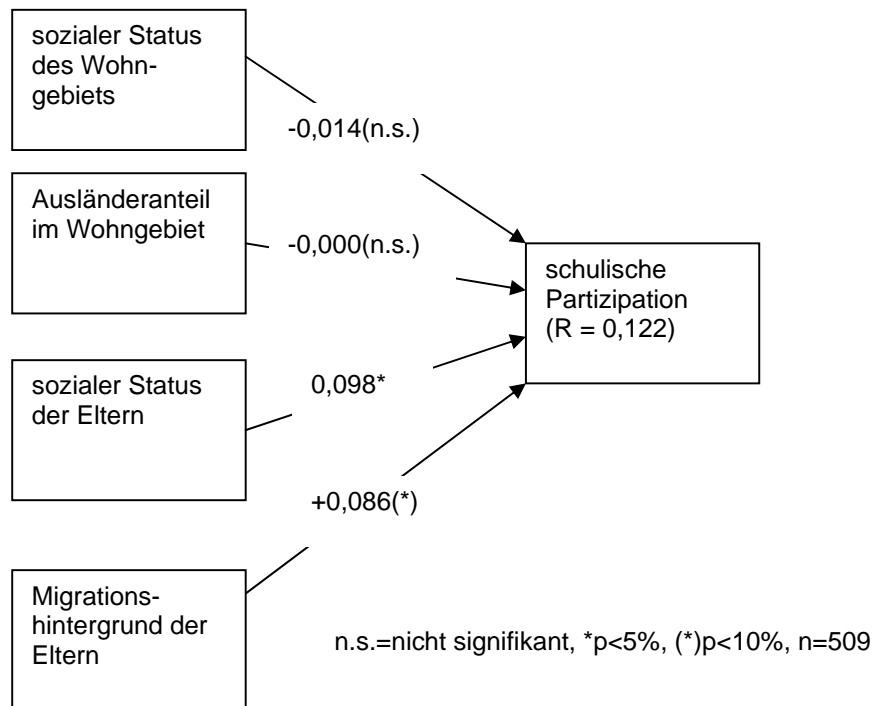 sozialer Status
des Wohn-
gebiets
-0,014(n.s.)
Ausländeranteil
im Wohngebiet
-0,000(n.s.)
schulische
Partizipation
(R = 0,122)
sozialer Status
der Eltern
0,098*
+0,086(*)
Migrations-
hintergrund der
Eltern
n.s.=nicht signifikant, *p<5%, (*)p<10%, n=509